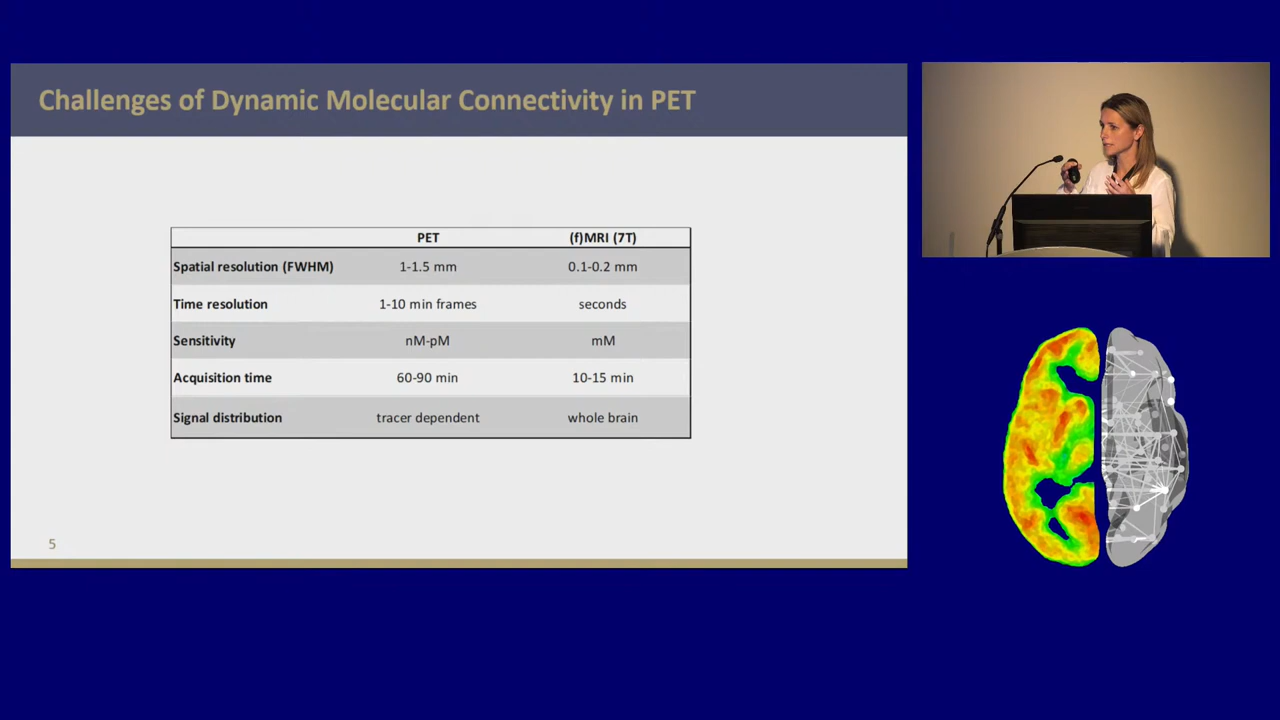 Challenges of Dynamic Molecular Connectivity in PET
PET (f)MRI (7T)
Spatial resolution (FWHM) 1-1.5 mm 0.1-0.2 mm
Time resolution 1-10 min frames seconds
Sensitivity nM-pM mM
Acquisition time 60-90 min 10-15 min
Signal distribution tracer dependent whole brain
5